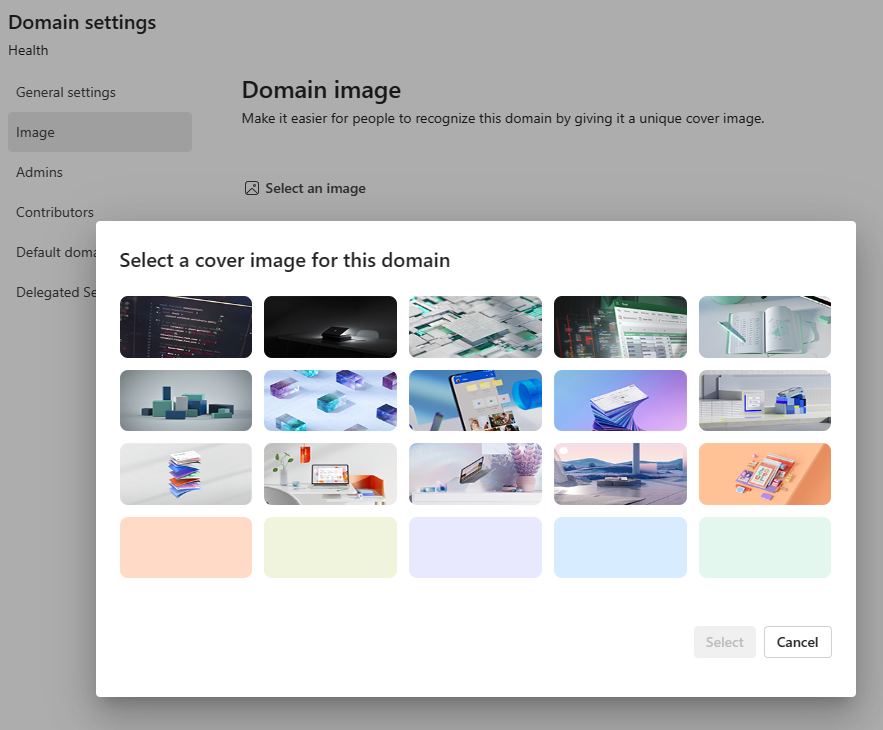 Domain settings
Health
General settings
Image
Admins
Contributors
Default doma
Delegated Se
Domain image
Make it easier for people to recognize this domain by giving it a unique cover image.
Select an image
Select a cover image for this domain
Select
Cancel